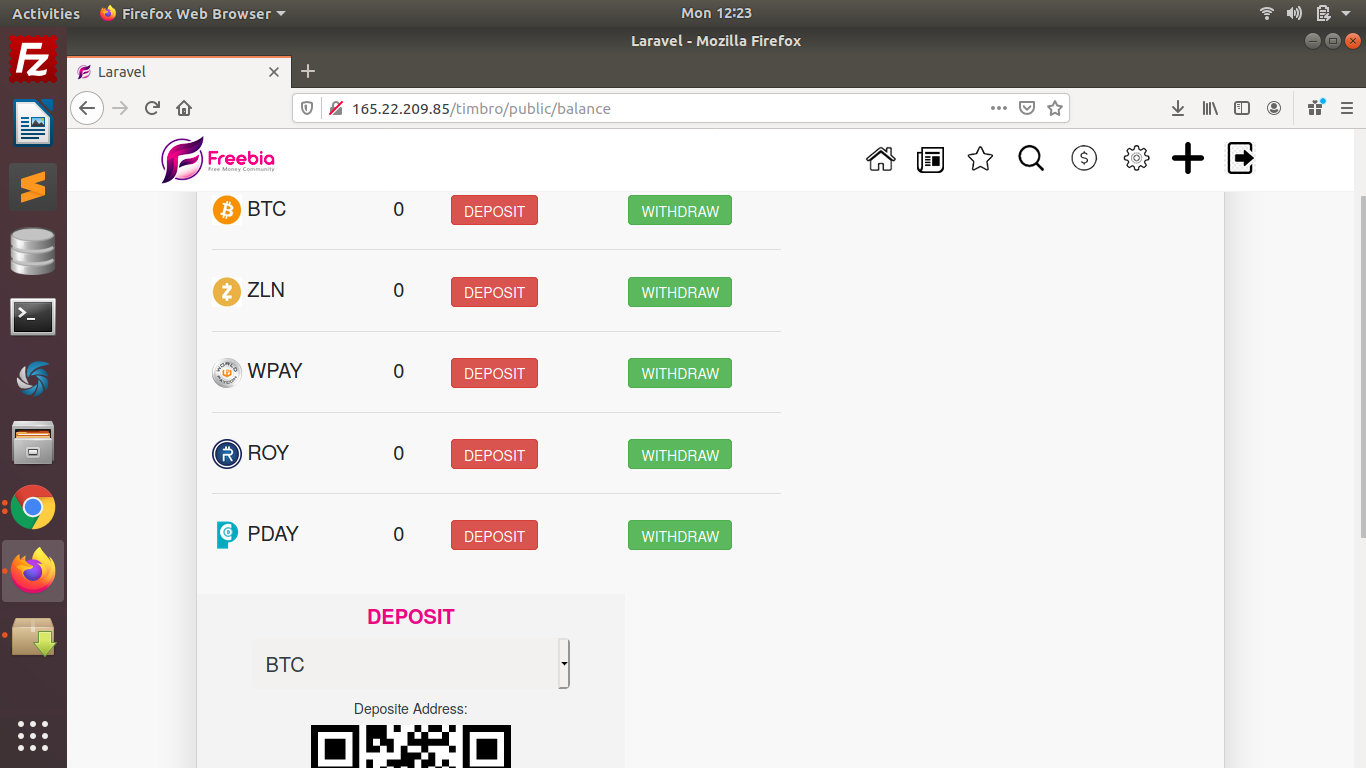 Activities Firefox Web Browser Mon 12:23
Laravel - Mozilla Firefox
Laravel
165.22.209.85/timbro/public/balance
Freebia
Free Money Community
BTC 0 DEPOSIT WITHDRAW
ZLN 0 DEPOSIT WITHDRAW
WPAY 0 DEPOSIT WITHDRAW
ROY 0 DEPOSIT WITHDRAW
PDAY 0 DEPOSIT WITHDRAW
DEPOSIT
BTC
Deposite Address: